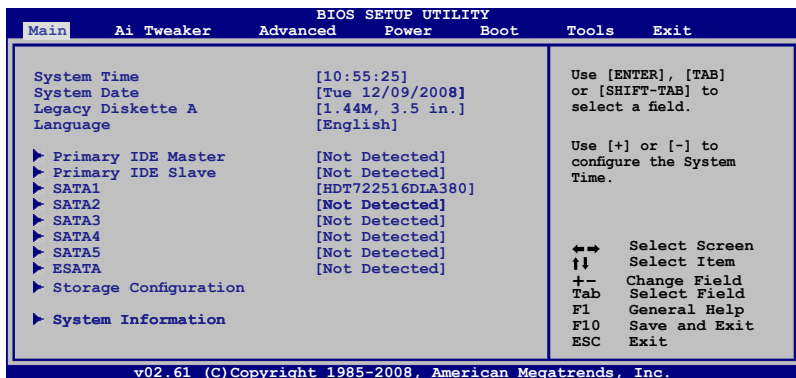 BIOS SETUP UTILITY
Main Ai Tweaker Advanced Power Boot Tools Exit
System Time [10:55:25]
System Date [Tue 12/09/2008]
Legacy Diskette A [1.44M, 3.5 in.]
Language [English]
Primary IDE Master [Not Detected]
Primary IDE Slave [Not Detected]
SATA1 [HDT722516DLA380]
SATA2 [Not Detected]
SATA3 [Not Detected]
SATA4 [Not Detected]
SATA5 [Not Detected]
ESATA [Not Detected]
Storage Configuration
System Information
Use [ENTER], [TAB]
or [SHIFT-TAB] to
select a field.
Use [+] or [-] to
configure the System
Time.
←→ Select Screen
↑↓ Select Item
+- Change Field
Tab Select Field
F1 General Help
F10 Save and Exit
ESC Exit
v02.61 (C)Copyright 1985-2008, American Megatrends, Inc.